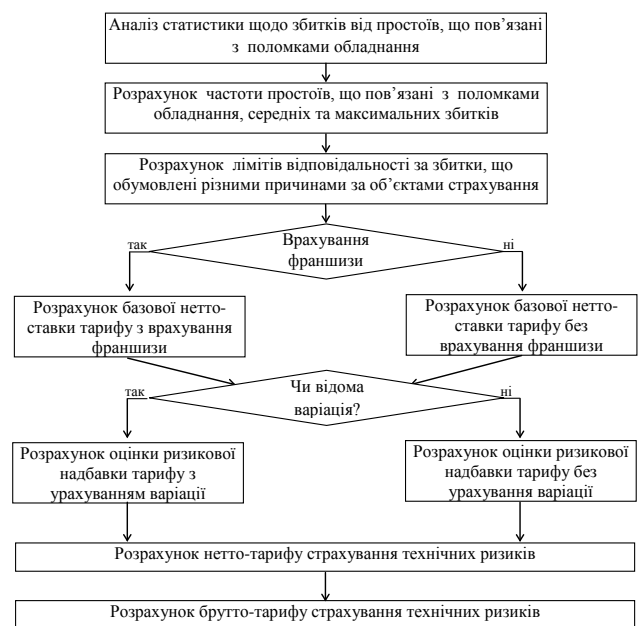 Аналіз статистики щодо збитків від простоїв, що пов’язані
з поломками обладнання
Розрахунок частоти простоїв, що пов’язані з поломками
обладнання, середніх та максимальних збитків
Розрахунок лімітів відповідальності за збитки, що
обумовлені різними причинами за об’єктами страхування
так
Врахування
франшизи
ні
Розрахунок базової нетто-
ставки тарифу з врахування
франшизи
Розрахунок базової нетто-
ставки тарифу без
врахування франшизи
так
Чи відома
варіація?
ні
Розрахунок оцінки ризикової
надбавки тарифу з
урахуванням варіації
Розрахунок оцінки ризикової
надбавки тарифу без
урахування варіації
Розрахунок нетто-тарифу страхування технічних ризиків
Розрахунок брутто-тарифу страхування технічних ризиків